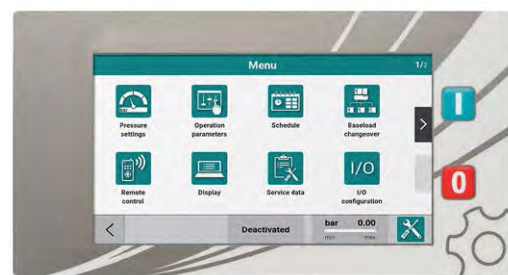 Menu
1/2
bar
Pressure
settings
Operation
parameters
Schedule
Baseload
changeover
>
I
Remote
control
Display
Service data
I/O
I/O
configuration
0
<
Deactivated
bar 0.00
min max